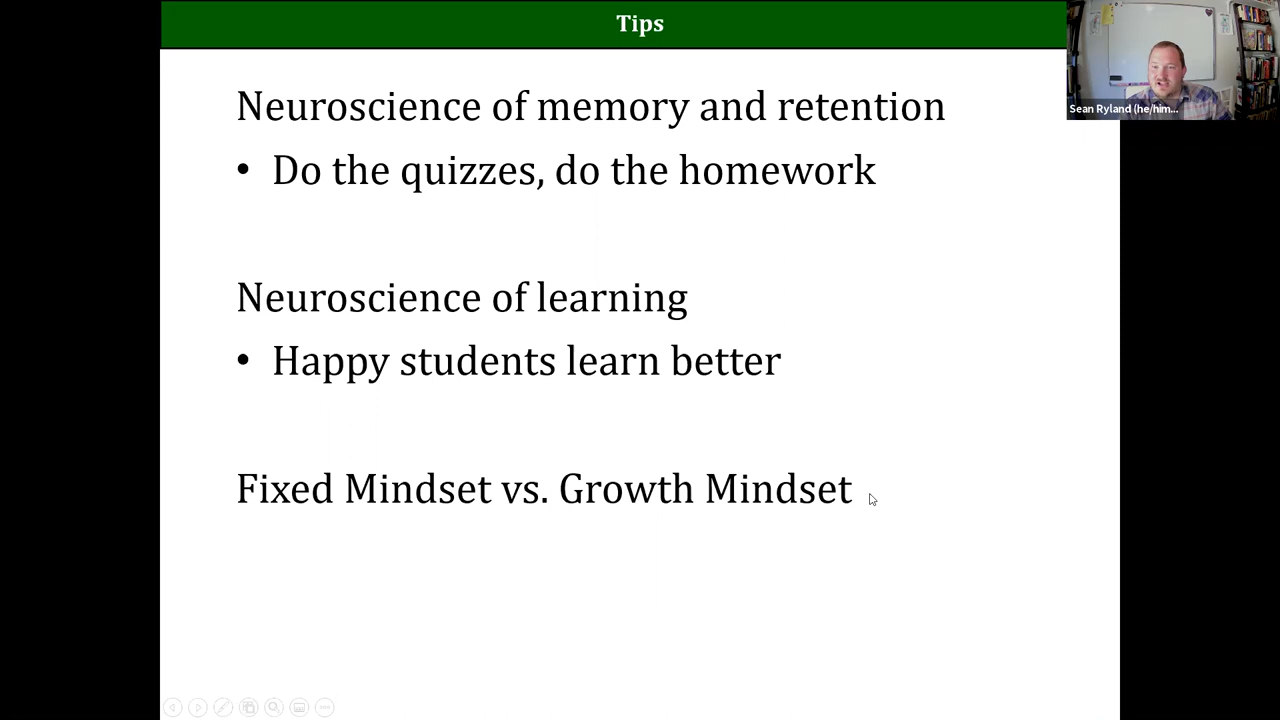 Tips
Sean Ryland (he/him...
Neuroscience of memory and retention
• Do the quizzes, do the homework
Neuroscience of learning
• Happy students learn better
Fixed Mindset vs. Growth Mindset